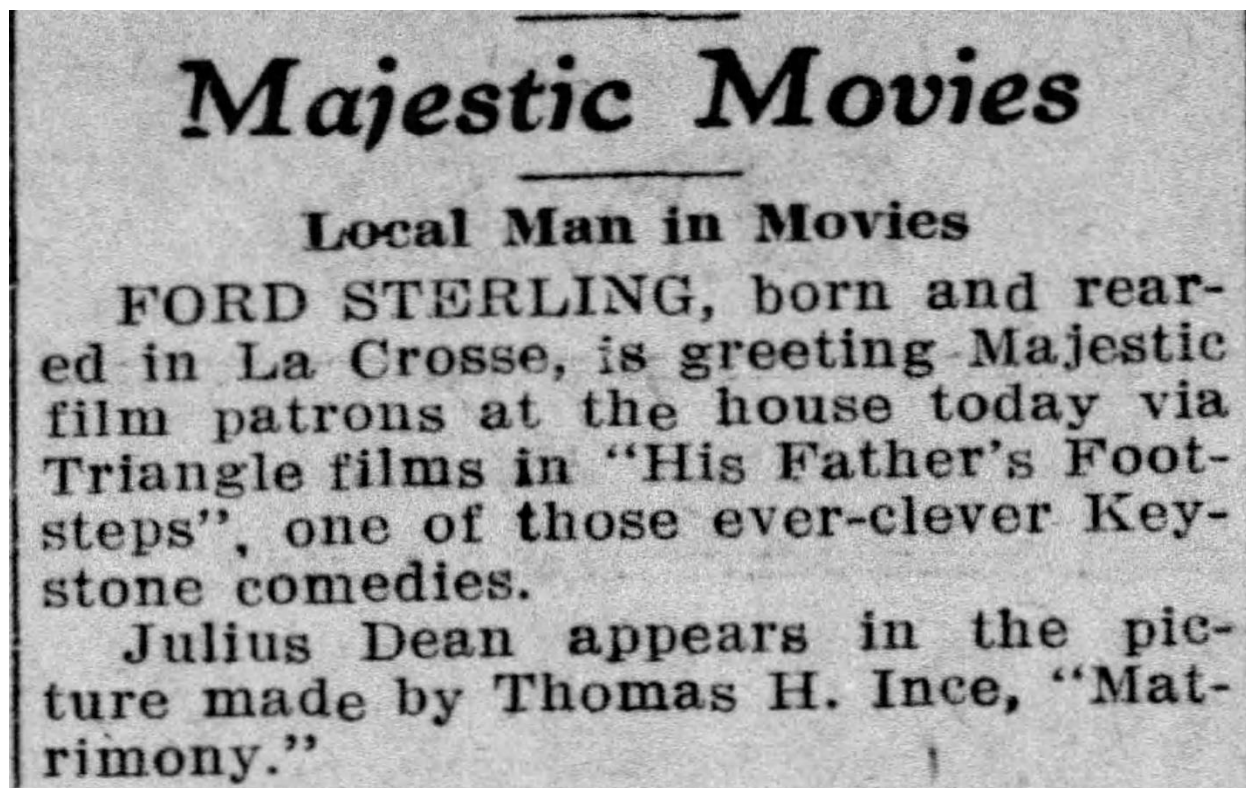 Majestic Movies
Local Man in Movies
FORD STERLING, born and rear-
ed in La Crosse, is greeting Majestic
film patrons at the house today via
Triangle films in "His Father's Foot-
steps", one of those ever-clever Key-
stone comedies.
Julius Dean appears in the pic-
ture made by Thomas H. Ince, "Mat-
rimony."